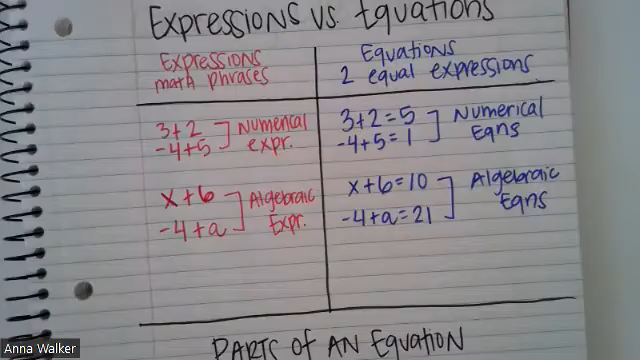 Expressions vs. Equations
Expressions
math phrases
Equations
2 equal expressions
3+2
-4+5
Numerical
expr.
3+2=5
-4+5=1
Numerical
Eqns
x+6
-4+a
Algebraic
Expr.
x+6=10
-4+a=21
Algebraic
Eqns
PARTS OF AN EQUATION
Anna Walker